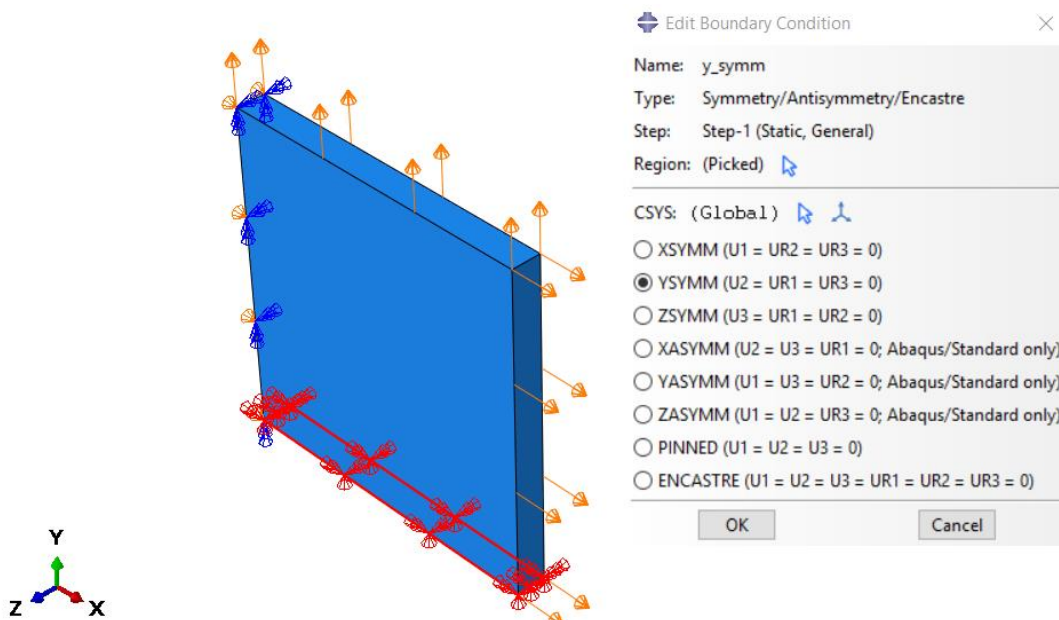 Edit Boundary Condition
Name: y_symm
Type: Symmetry/Antisymmetry/Encastre
Step: Step-1 (Static, General)
Region: (Picked)
CSYS: (Global)
XSYMM (U1 = UR2 = UR3 = 0)
YSYMM (U2 = UR1 = UR3 = 0)
ZSYMM (U3 = UR1 = UR2 = 0)
XASYMM (U2 = U3 = UR1 = 0; Abaqus/Standard only)
YASYMM (U1 = U3 = UR2 = 0; Abaqus/Standard only)
ZASYMM (U1 = U2 = UR3 = 0; Abaqus/Standard only)
PINNED (U1 = U2 = U3 = 0)
ENCASTRE (U1 = U2 = U3 = UR1 = UR2 = UR3 = 0)
OK Cancel
Y
Z X